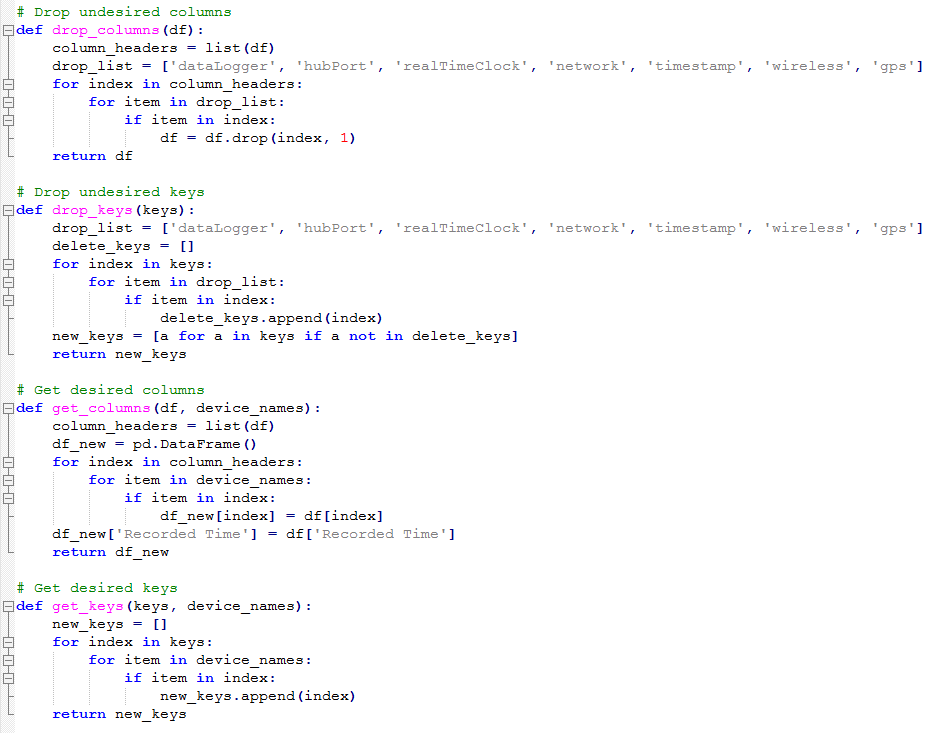 # Drop undesired columns
def drop_columns(df):
    column_headers = list(df)
    drop_list = ['dataLogger', 'hubPort', 'realTimeClock', 'network', 'timestamp', 'wireless', 'gps']
    for index in column_headers:
        for item in drop_list:
            if item in index:
                df = df.drop(index, 1)
    return df

# Drop undesired keys
def drop_keys(keys):
    drop_list = ['dataLogger', 'hubPort', 'realTimeClock', 'network', 'timestamp', 'wireless', 'gps']
    delete_keys = []
    for index in keys:
        for item in drop_list:
            if item in index:
                delete_keys.append(index)
    new_keys = [a for a in keys if a not in delete_keys]
    return new_keys

# Get desired columns
def get_columns(df, device_names):
    column_headers = list(df)
    df_new = pd.DataFrame()
    for index in column_headers:
        for item in device_names:
            if item in index:
                df_new[index] = df[index]
    df_new['Recorded Time'] = df['Recorded Time']
    return df_new

# Get desired keys
def get_keys(keys, device_names):
    new_keys = []
    for index in keys:
        for item in device_names:
            if item in index:
                new_keys.append(index)
    return new_keys